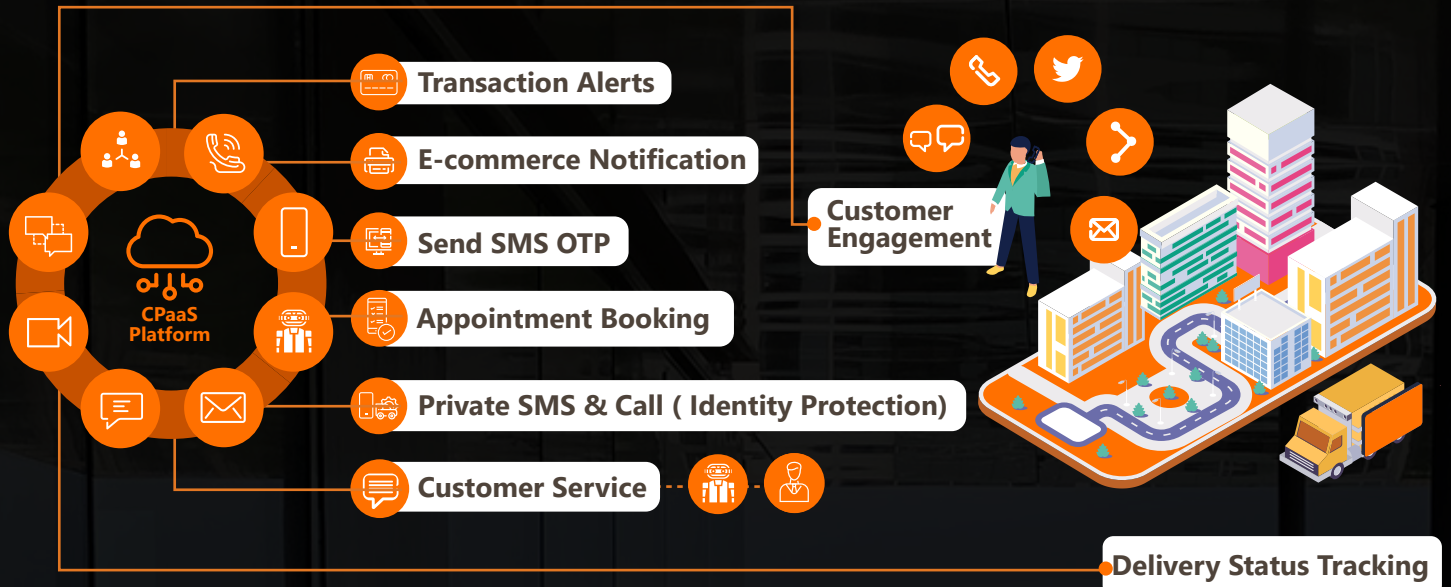 Transaction Alerts
E-commerce Notification
Send SMS OTP
Appointment Booking
Private SMS & Call ( Identity Protection)
Customer Service
CPaaS
Platform
Customer
Engagement
Delivery Status Tracking